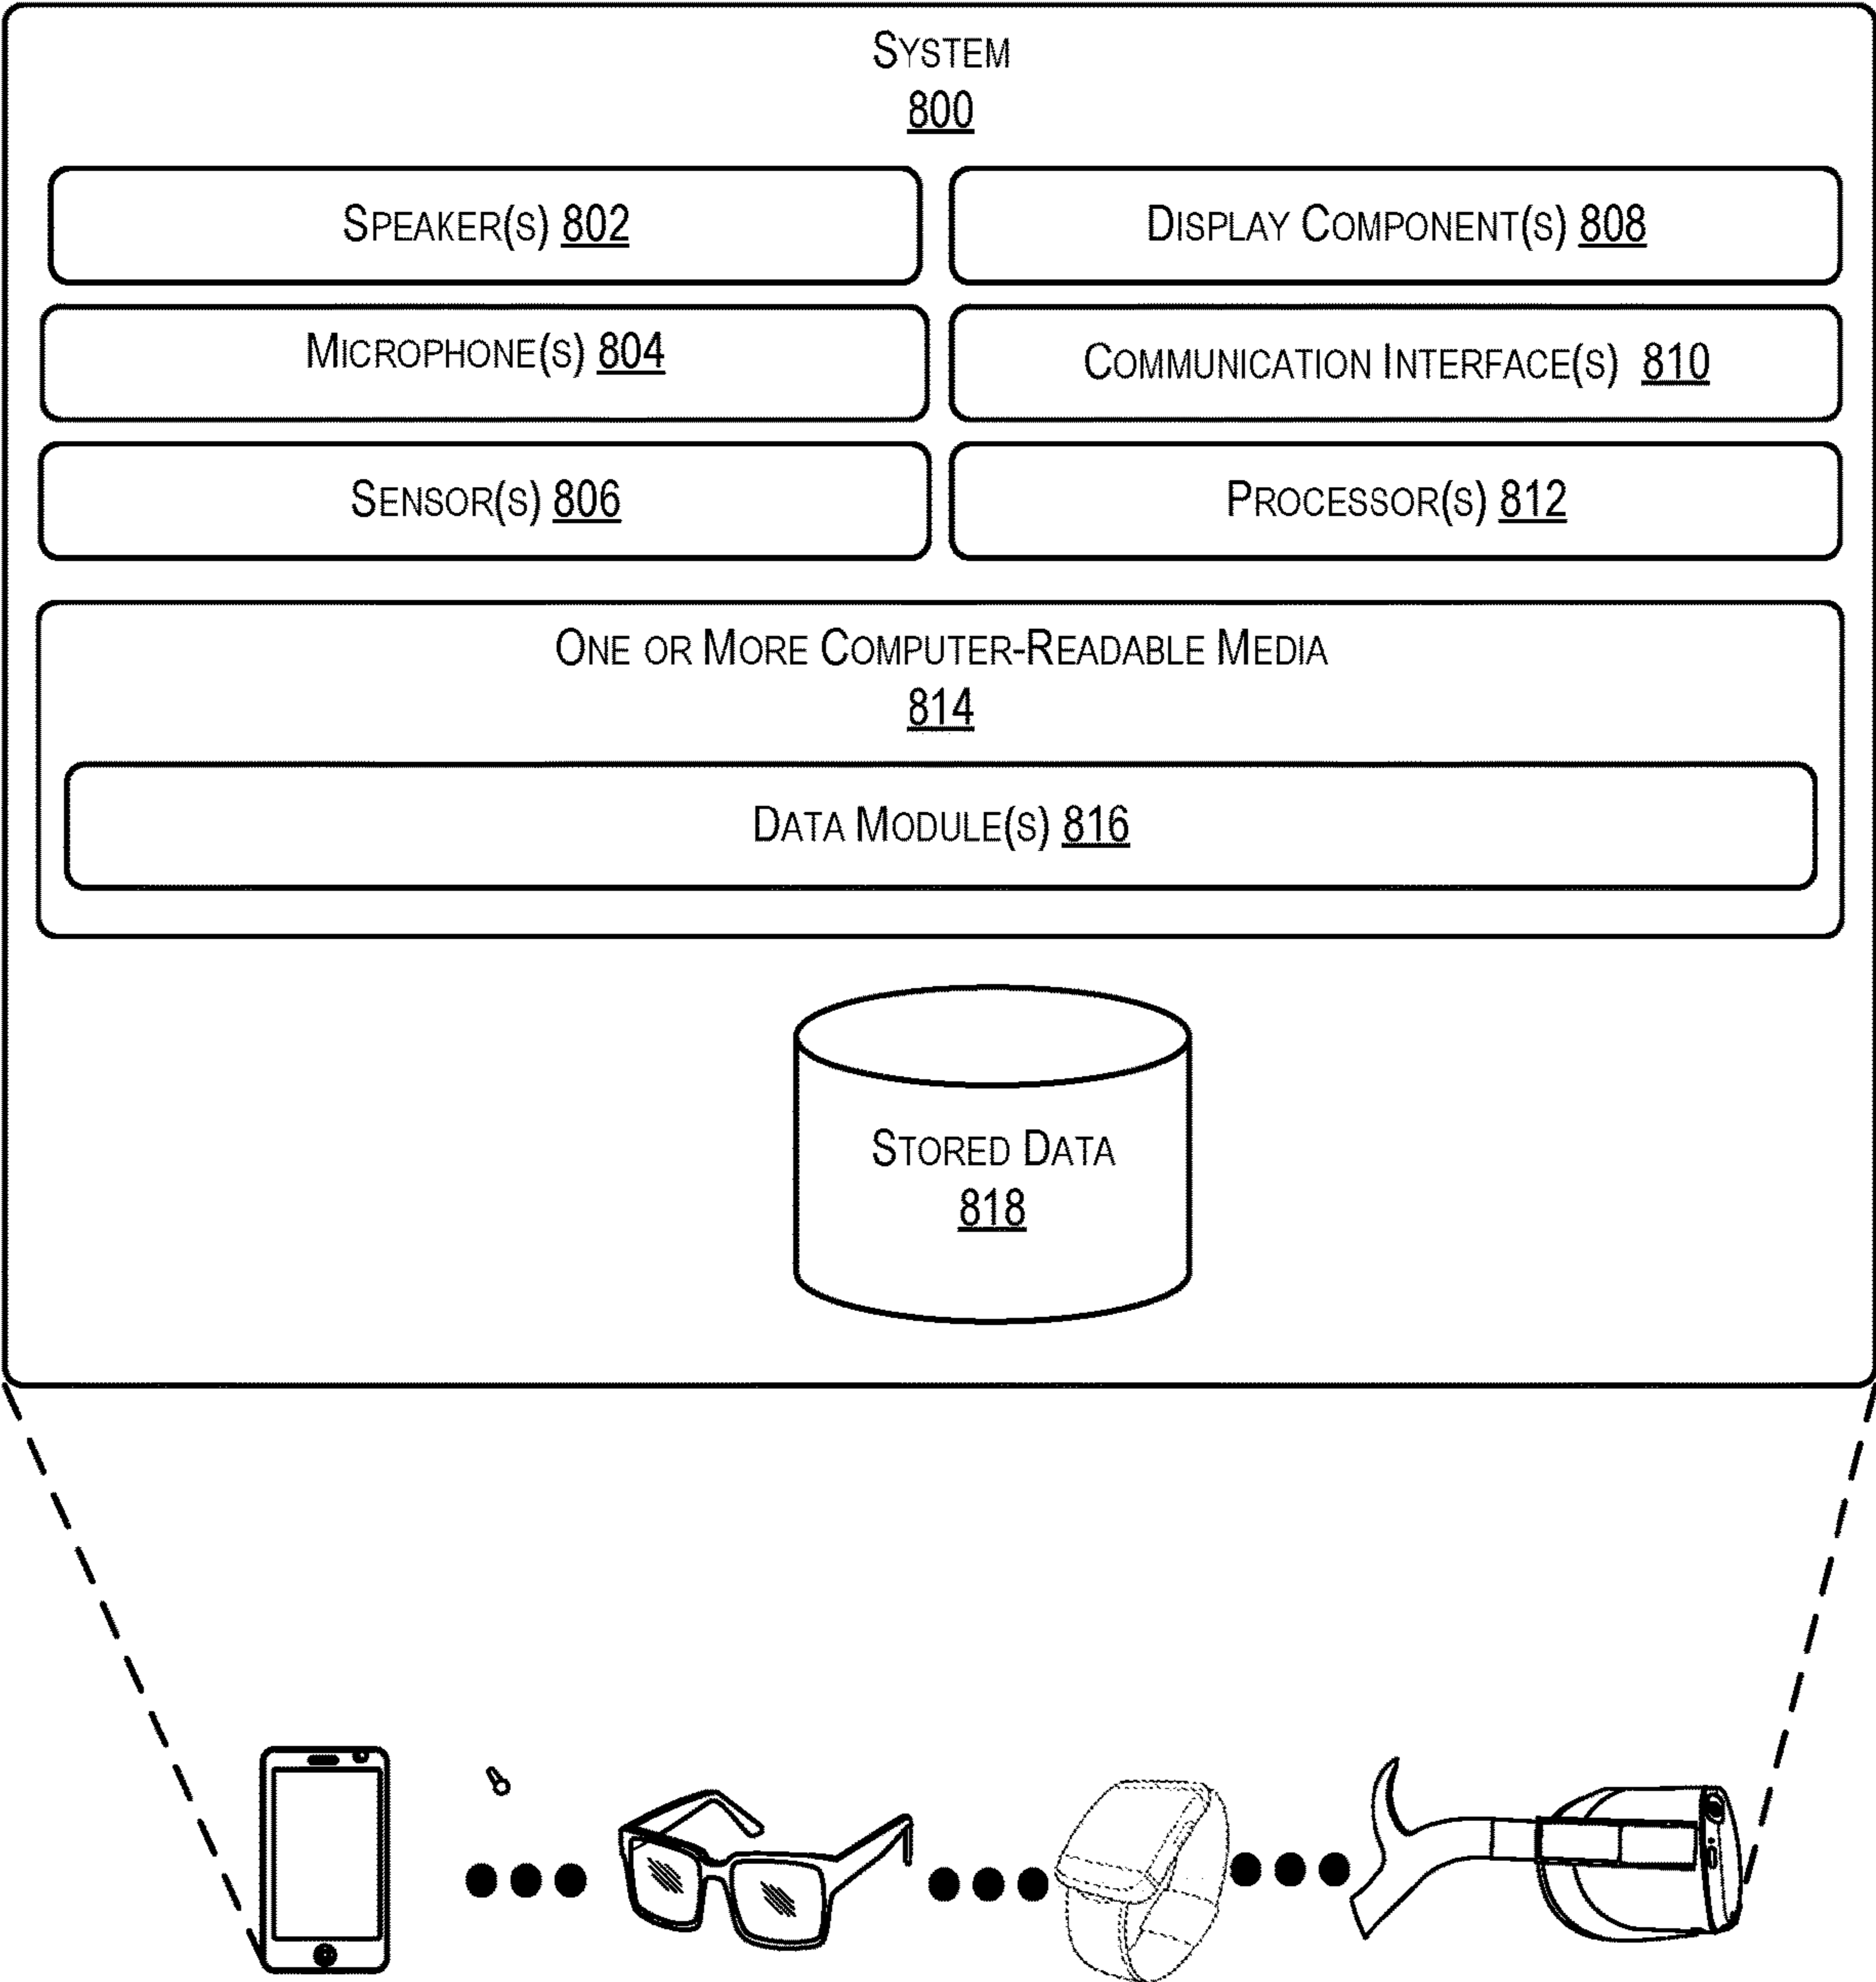 SYSTEM
800
SPEAKER(S) 802
DISPLAY COMPONENT(S) 808
MICROPHONE(S) 804
COMMUNICATION INTERFACE(S) 810
SENSOR(S) 806
PROCESSOR(S) 812
ONE OR MORE COMPUTER-READABLE MEDIA
814
DATA MODULE(S) 816
STORED DATA
818